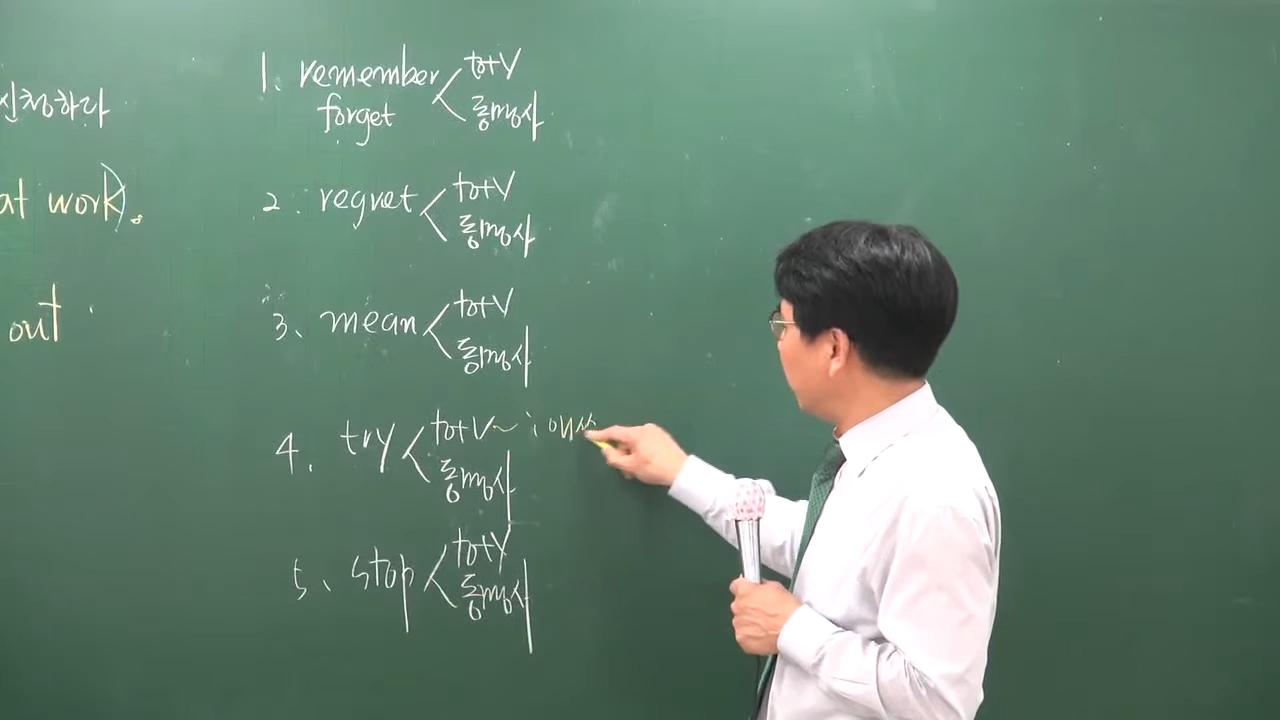 신청하다
at work).
out
1. remember
forget
to+V
동명사
2. regret
to+V
동명사
3. mean
to+V
동명사
4. try
to+V~ : 애쓰
동명사
5. stop
to+V
동명사